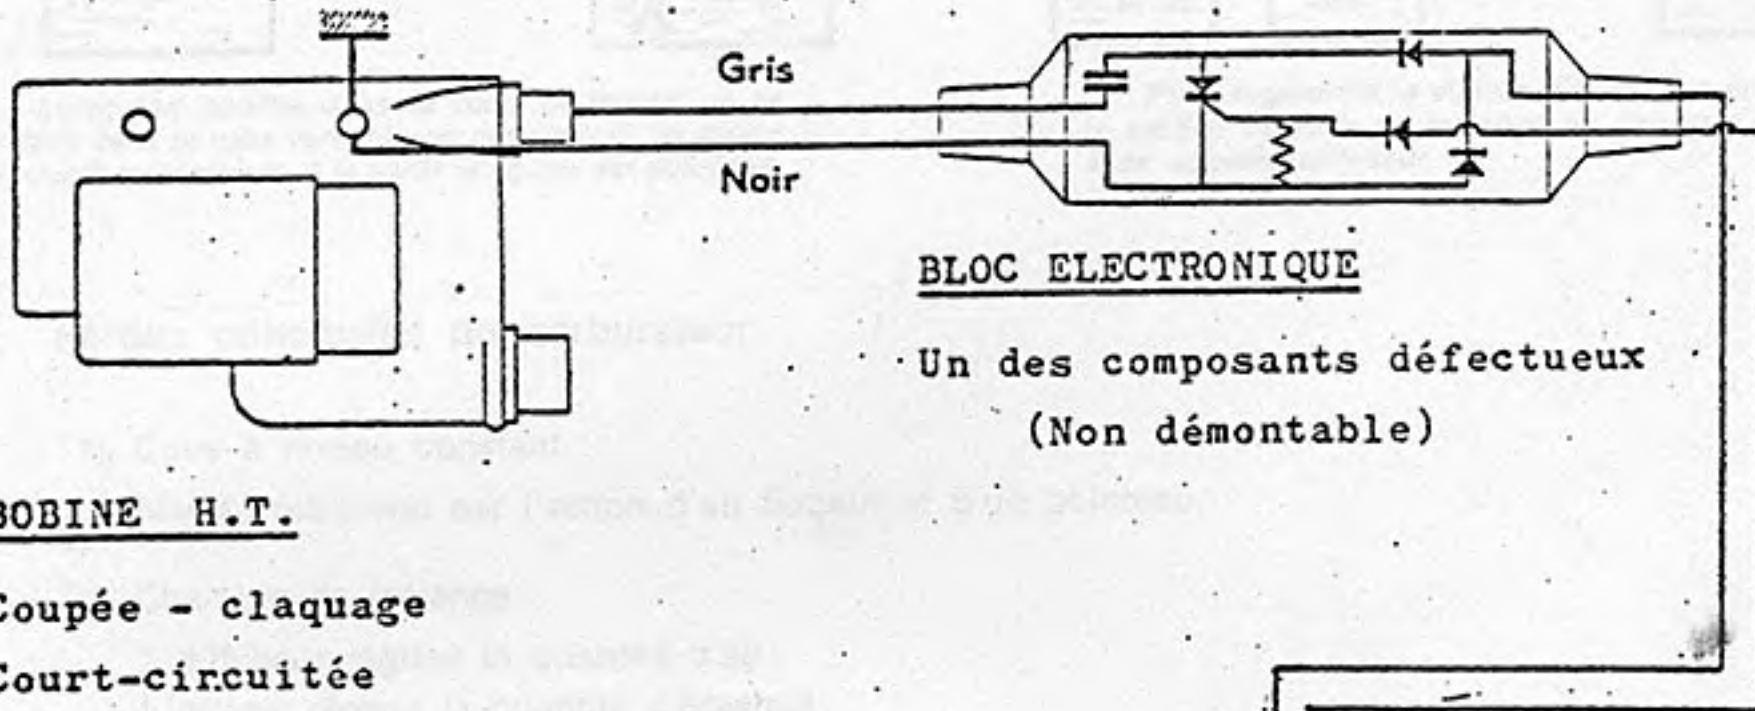 Gris
Noir
BLOC ELECTRONIQUE
Un des composants défectueux
(Non démontable)
BOBINE H.T.
Coupée - claquage
Court-circuitée